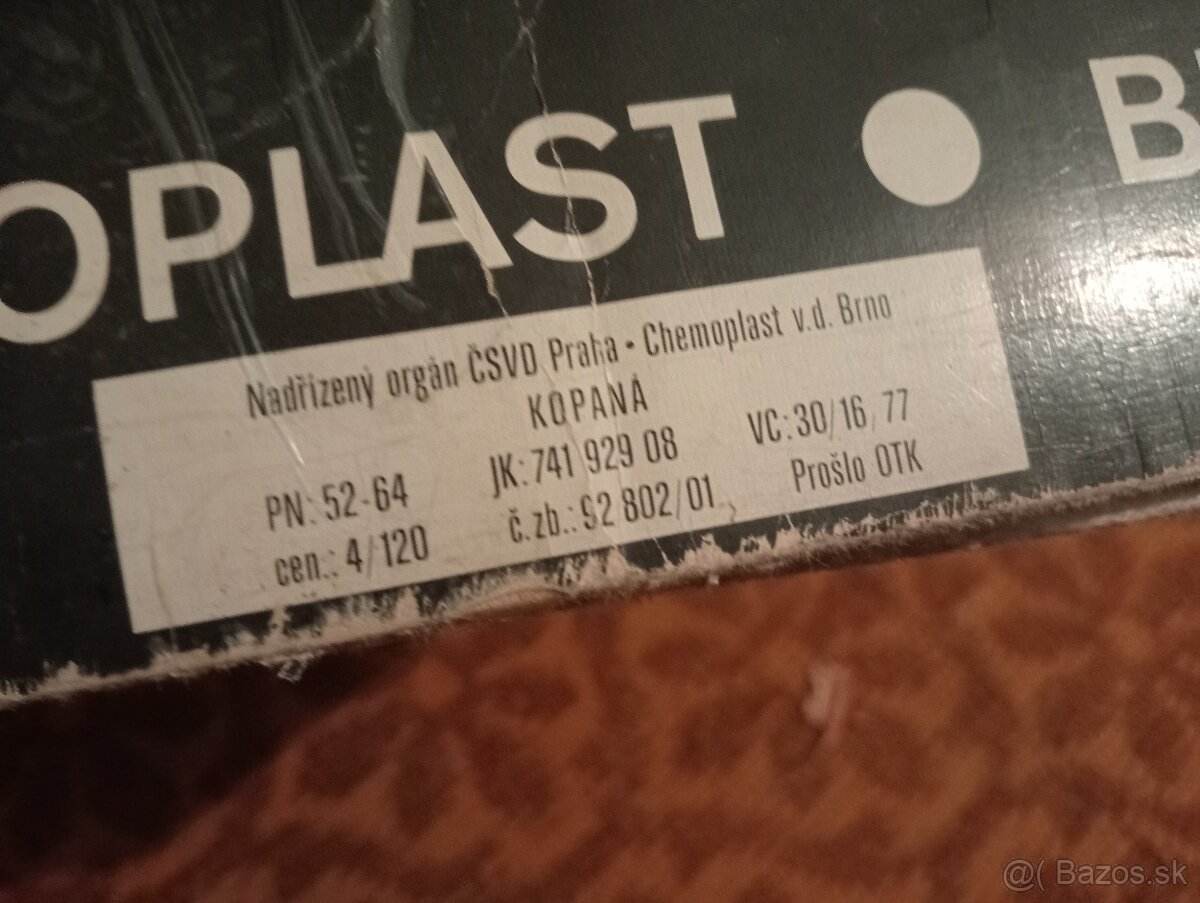 OPLAST ● B
Nadřízený orgán ČSVD Praha • Chemoplast v.d. Brno
KOPANÁ
PN.: 52-64 JK: 741 929 08 VC: 30/16, 77
cen.: 4/120 č.zb.: 92 802/01 Prošlo OTK
@( Bazos.sk